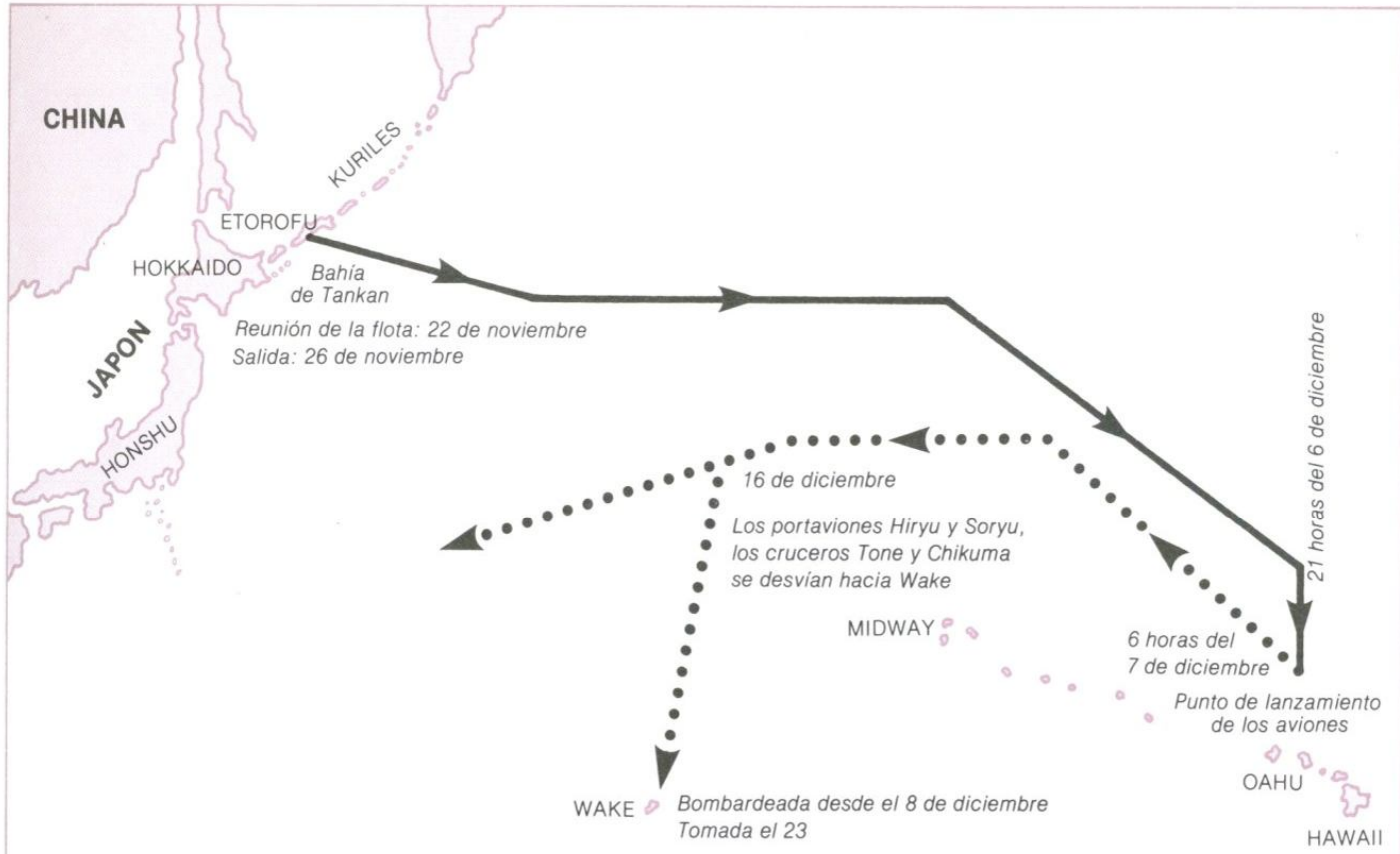 CHINA
KURILES
ETOROFU
HOKKAIDO
Bahía
de Tankan
JAPON
Reunión de la flota: 22 de noviembre
Salida: 26 de noviembre
HONSHU
21 horas del 6 de diciembre
16 de diciembre
Los portaviones Hiryu y Soryu,
los cruceros Tone y Chikuma
se desvían hacia Wake
MIDWAY
6 horas del
7 de diciembre
Punto de lanzamiento
de los aviones
OAHU
HAWAII
WAKE
Bombardeada desde el 8 de diciembre
Tomada el 23